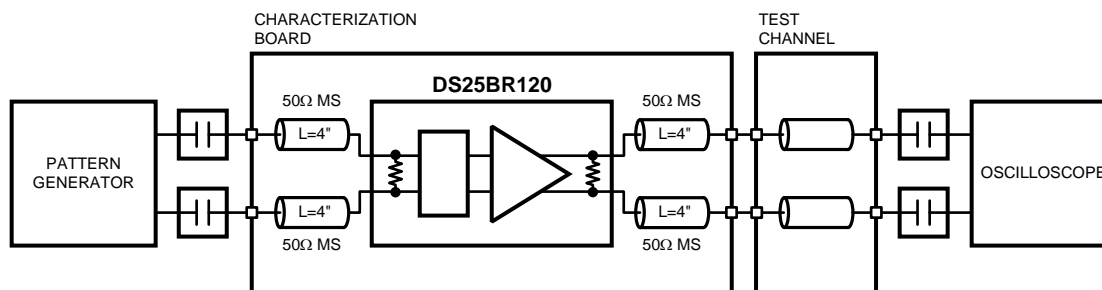 CHARACTERIZATION
BOARD
TEST
CHANNEL
DS25BR120
50Ω MS
50Ω MS
L=4"
L=4"
PATTERN
GENERATOR
OSCILLOSCOPE
L=4"
L=4"
50Ω MS
50Ω MS